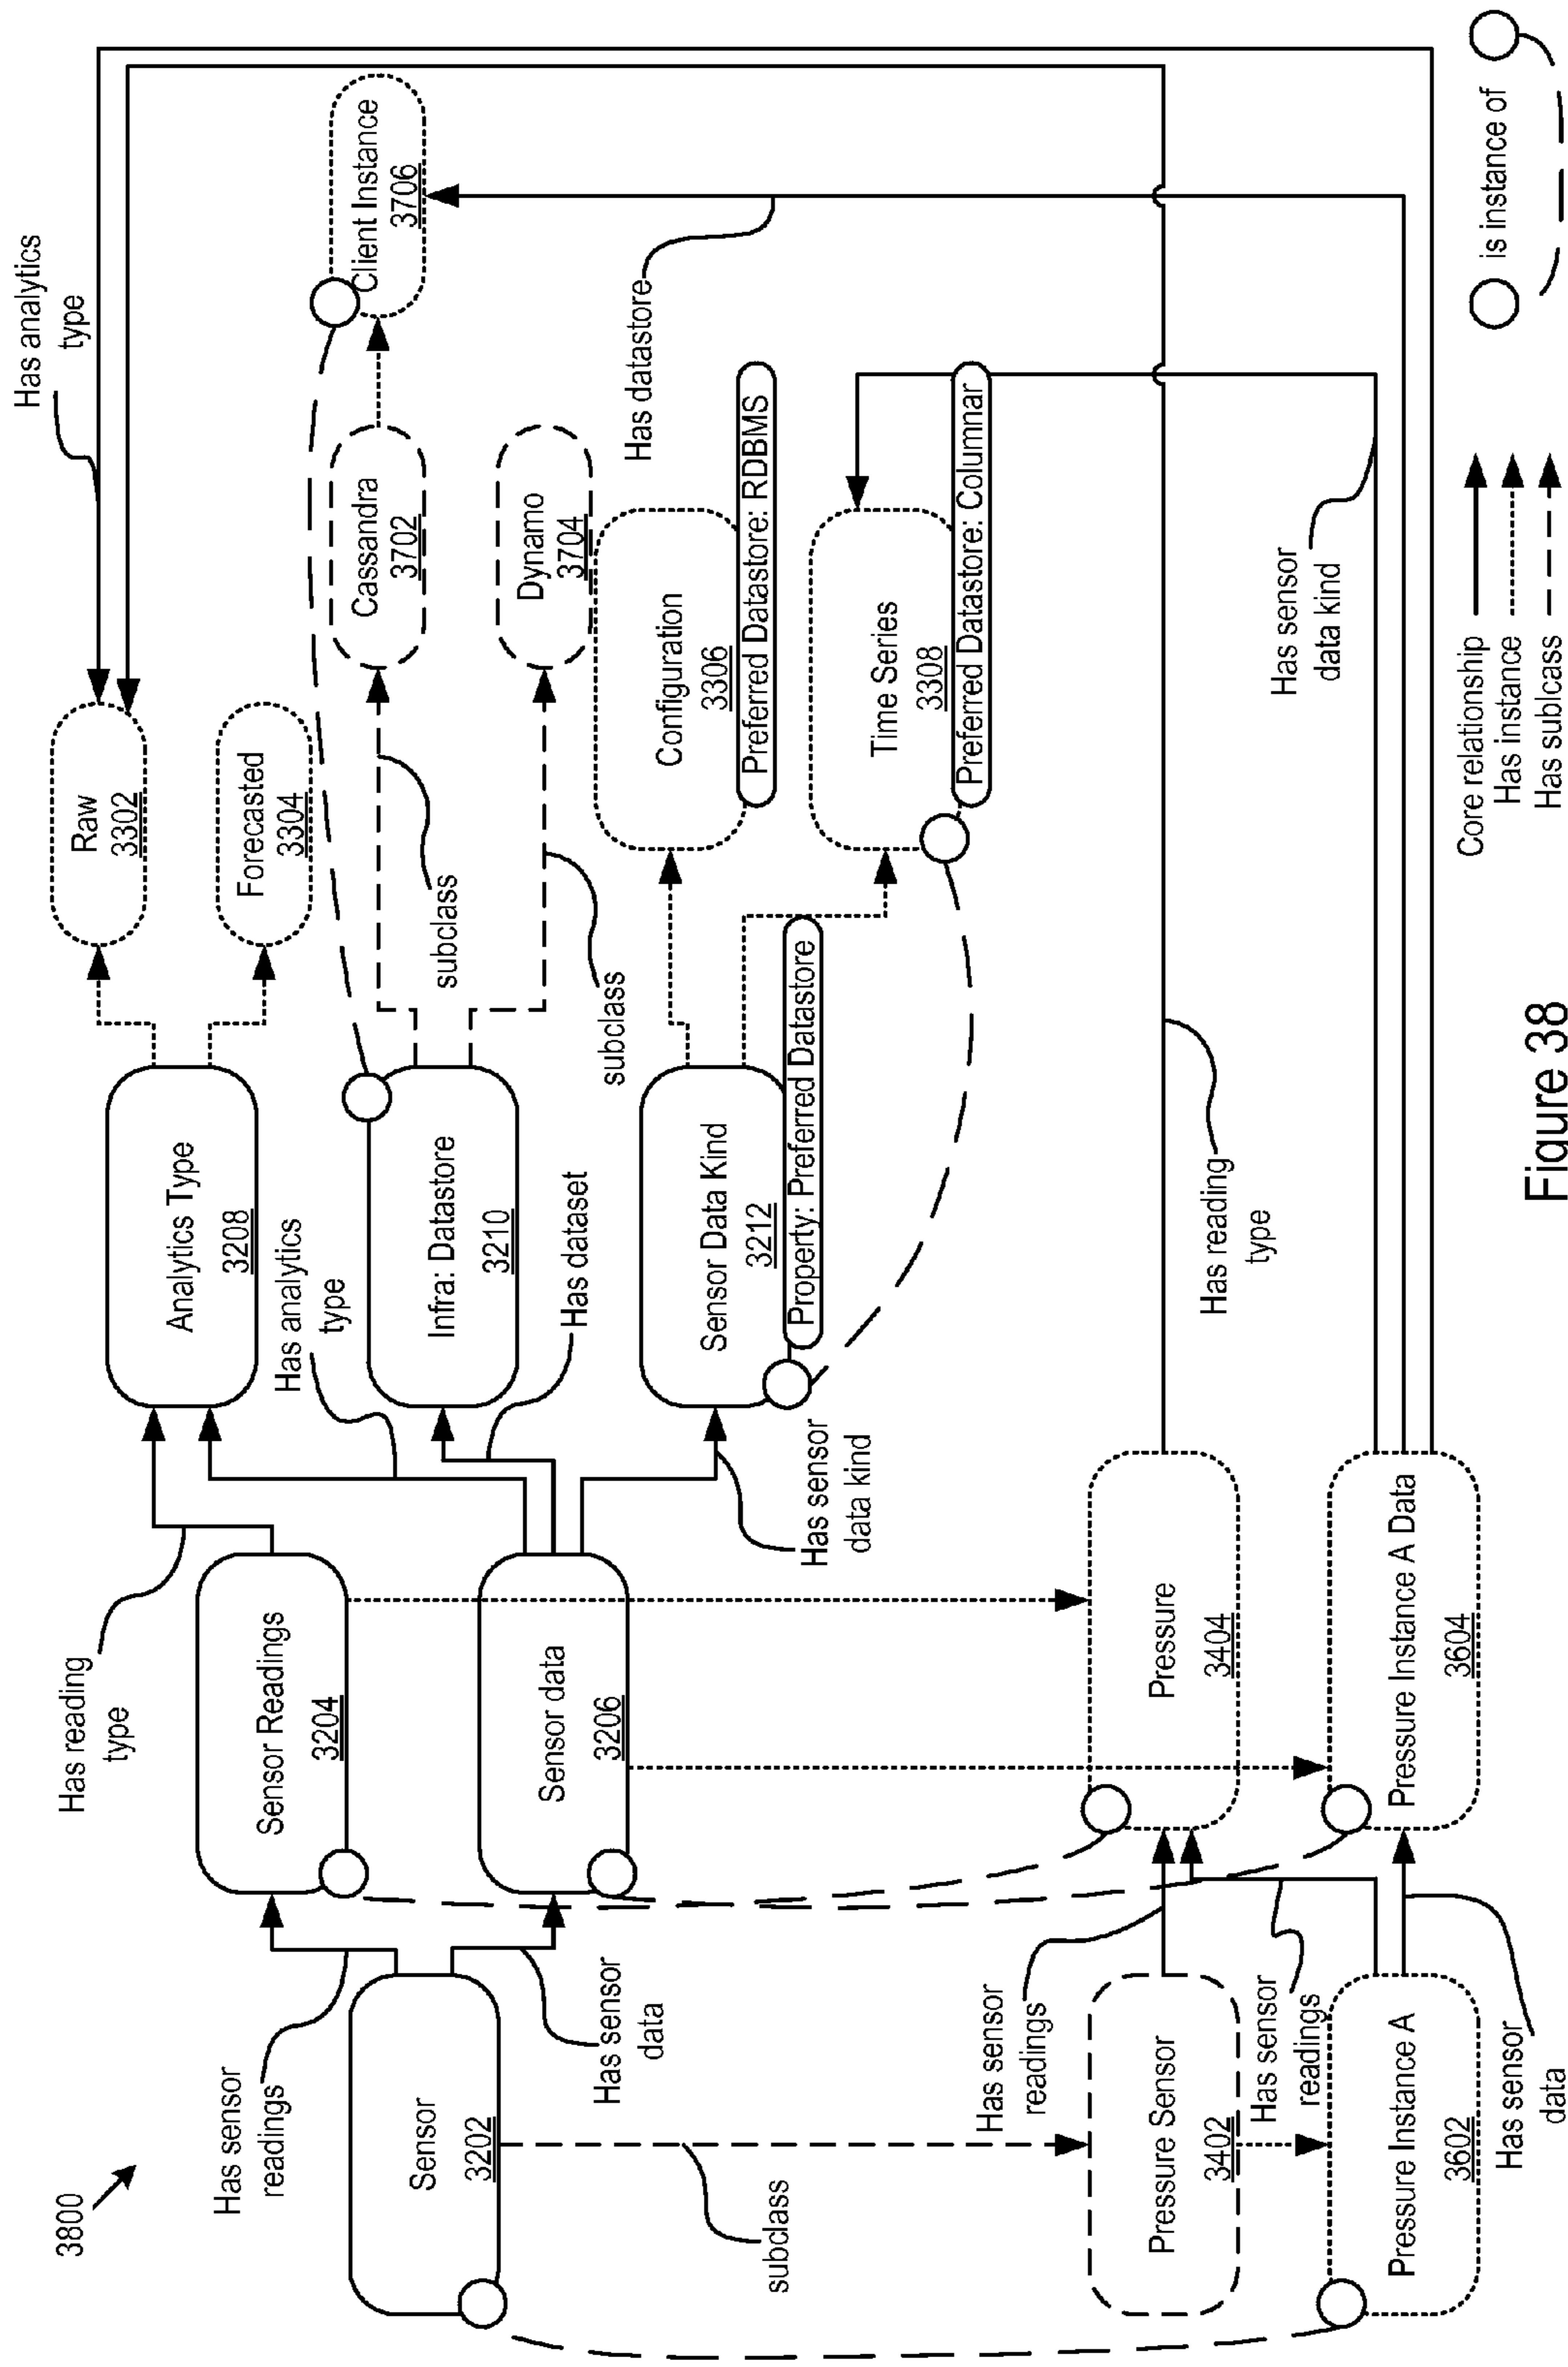 3800
Has sensor
readings
Sensor
3202
Has sensor
data
subclass
Has reading
type
Sensor Readings
3204
Sensor data
3206
Has analytics
type
Has dataset
Has sensor
data kind
Analytics Type
3208
Infra: Datastore
3210
Sensor Data Kind
3212
Property: Preferred Datastore
subclass
subclass
Raw
3302
Forecasted
3304
Has analytics
type
Cassandra
3702
Dynamo
3704
Client Instance
3706
Configuration
3306
Preferred Datastore: RDBMS
Time Series
3308
Preferred Datastore: Columnar
Has datastore
Has sensor
data kind
Has reading
type
Has sensor
readings
Pressure Sensor
3402
Has sensor
readings
Pressure
3404
Pressure Instance A
3602
Has sensor
data
Pressure Instance A Data
3604
Core relationship
Has instance
Has sublcass
is instance of
Figure 38